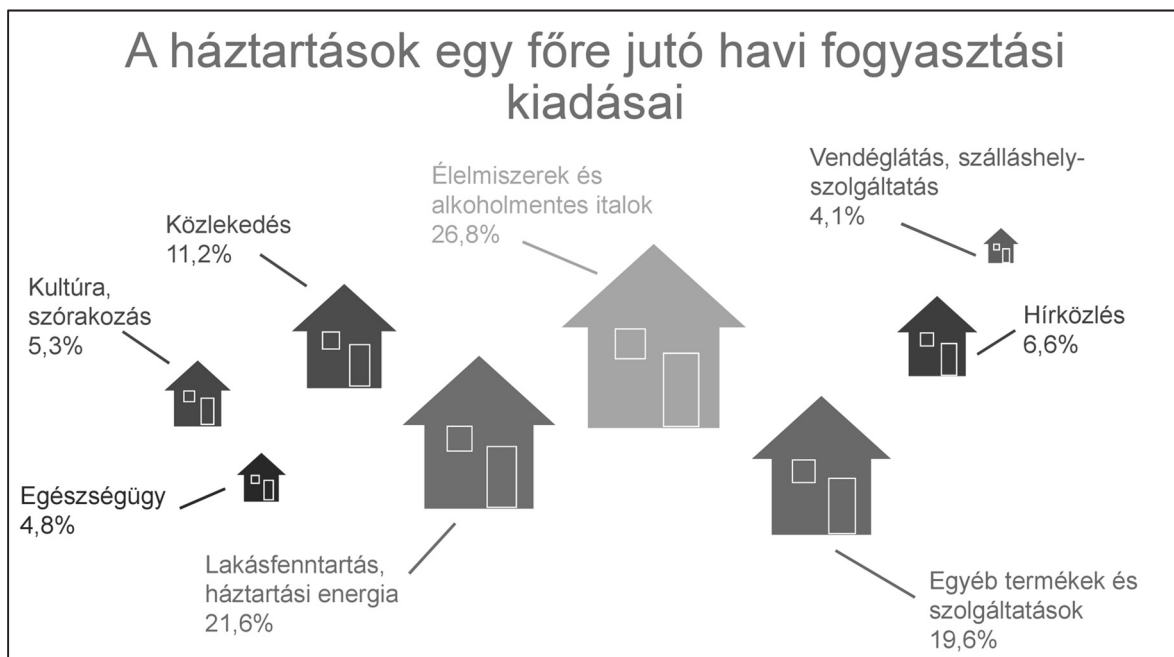 A háztartások egy főre jutó havi fogyasztási
kiadásai
Élelmiszerek és
alkoholmentes italok
26,8%
Vendéglátás, szálláshely-
szolgáltatás
4,1%
Közlekedés
11,2%
Kultúra,
szórakozás
5,3%
Hírközlés
6,6%
Egészségügy
4,8%
Lakásfenntartás,
háztartási energia
21,6%
Egyéb termékek és
szolgáltatások
19,6%